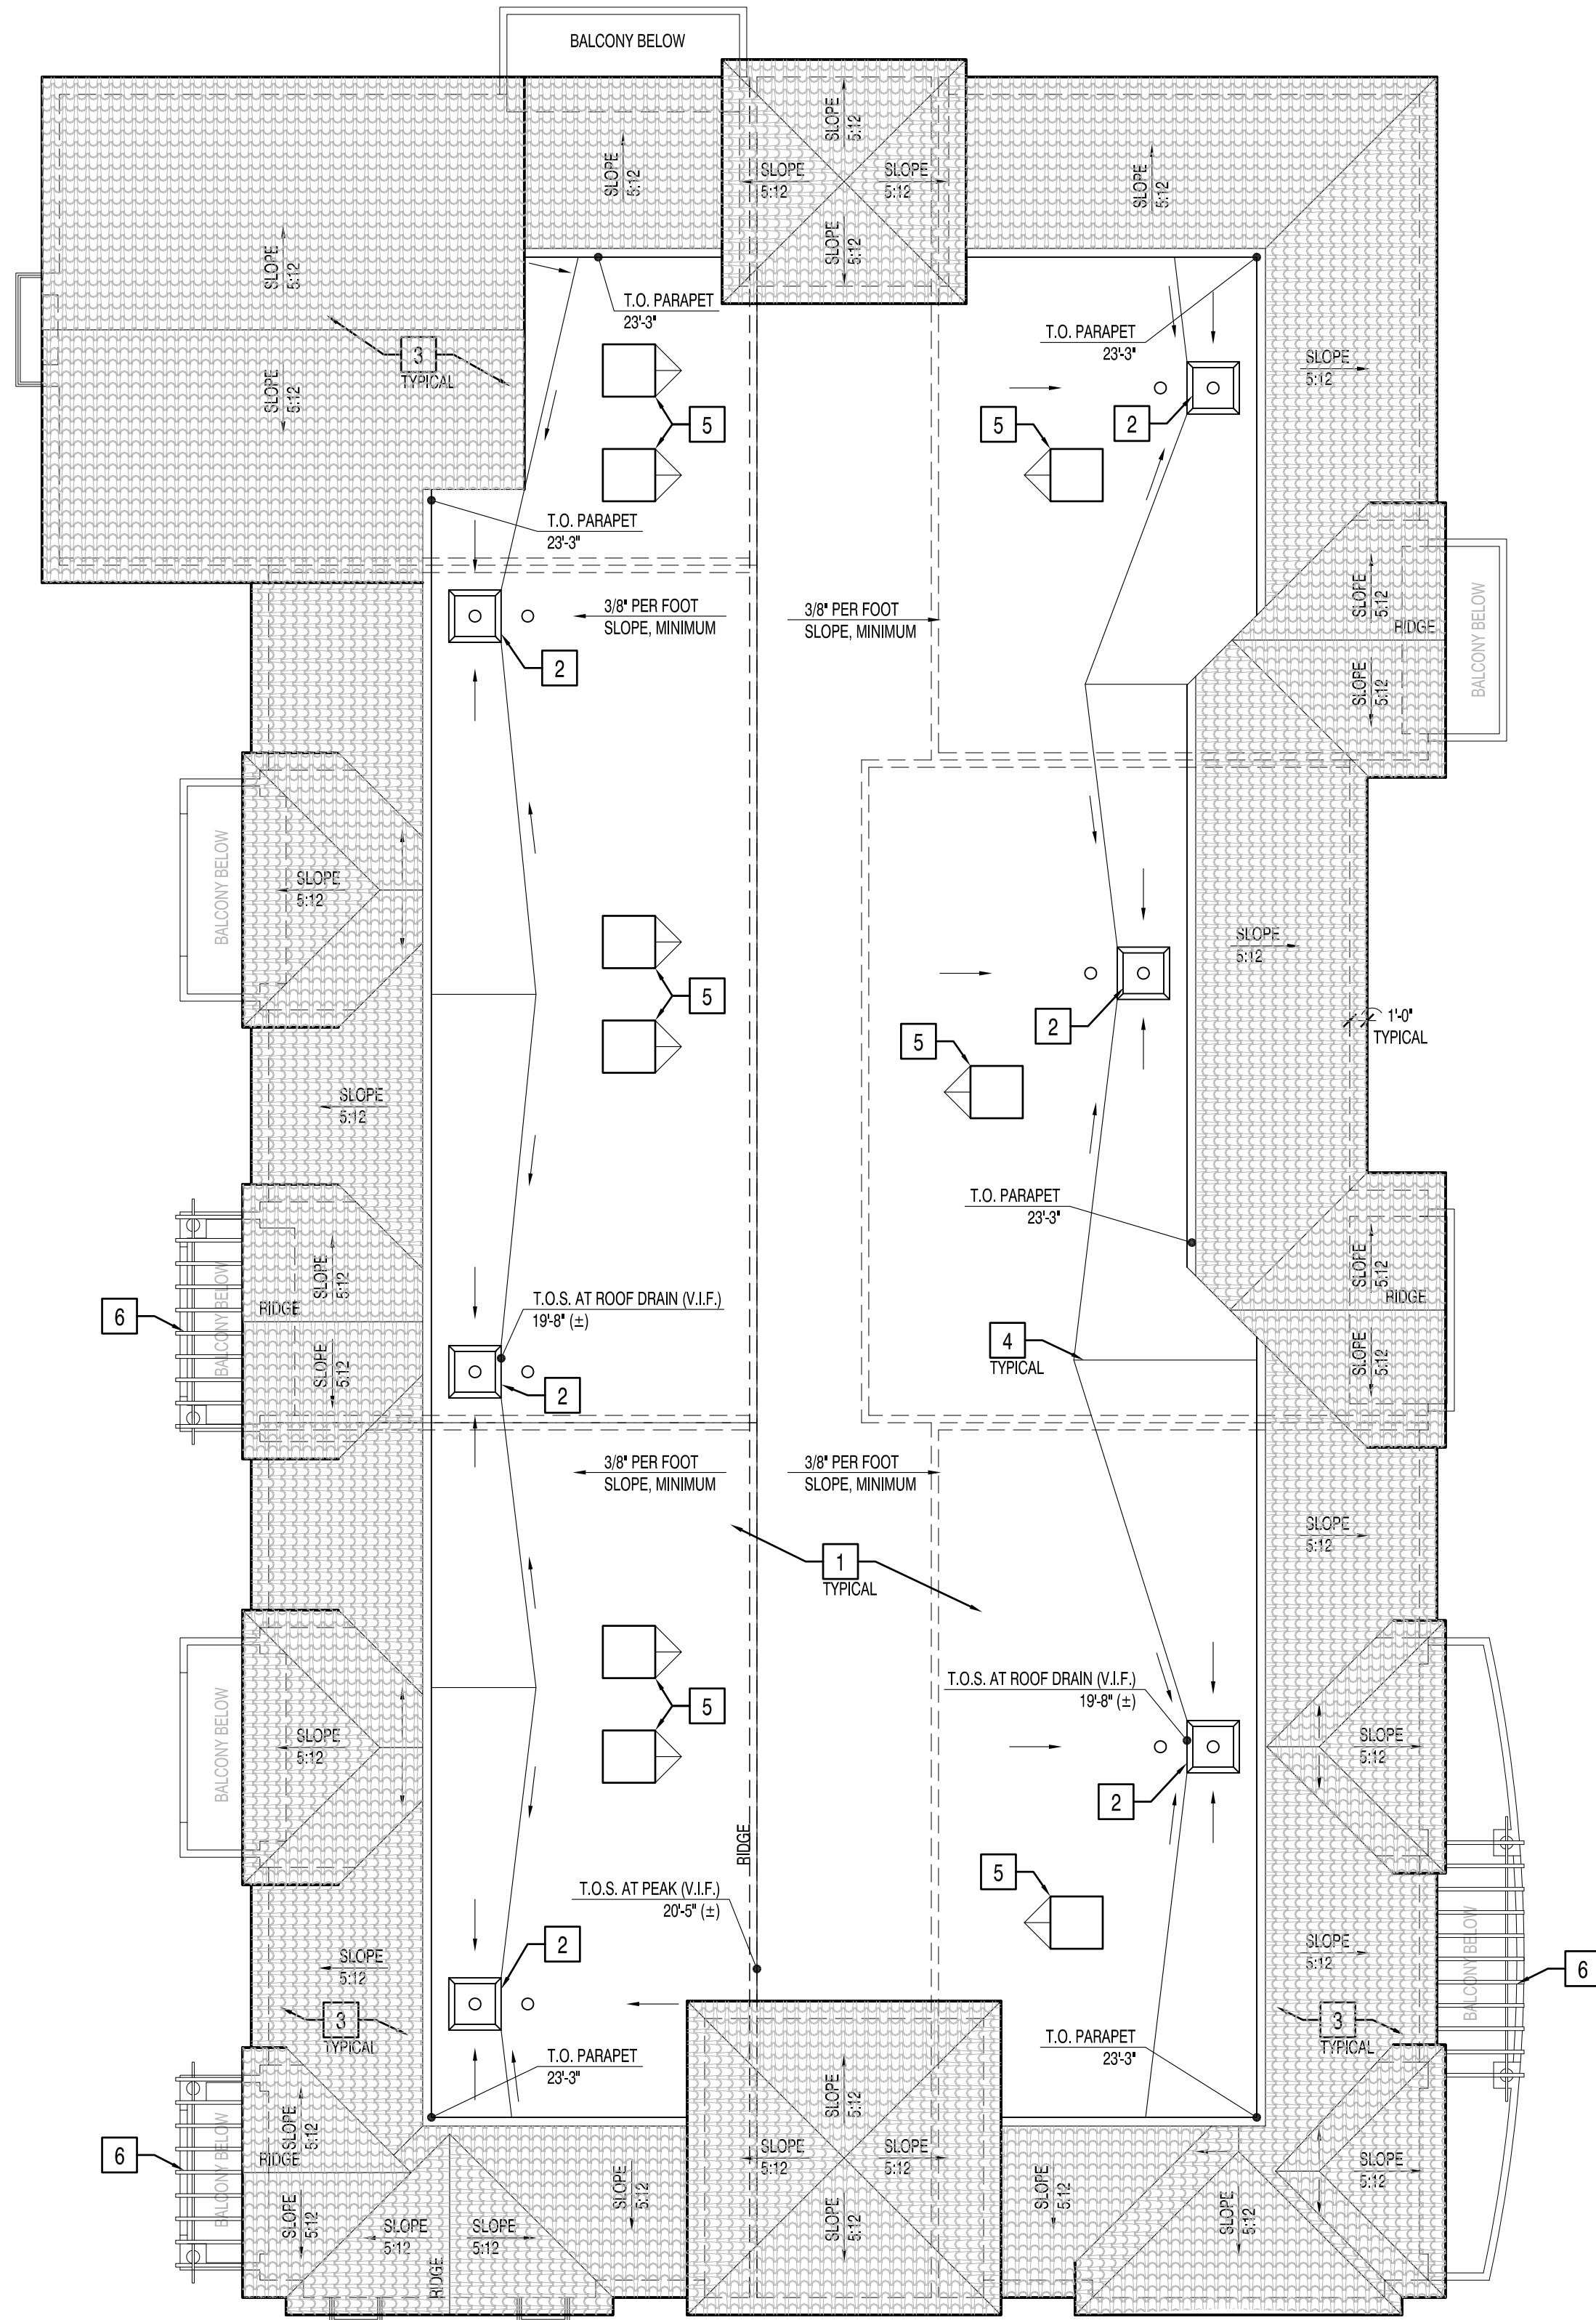 BALCONY BELOW
SLOPE
5:12
SLOPE
5:12
SLOPE
5:12
SLOPE
5:12
SLOPE
5:12
SLOPE
5:12
SLOPE
5:12
T.O. PARAPET
23'-3"
T.O. PARAPET
23'-3"
3
TYPICAL
SLOPE
5:12
SLOPE
5:12
5
5
2
T.O. PARAPET
23'-3"
3/8" PER FOOT
SLOPE, MINIMUM
3/8" PER FOOT
SLOPE, MINIMUM
2
SLOPE
5:12
RIDGE
SLOPE
5:12
BALCONY BELOW
BALCONY BELOW
SLOPE
5:12
SLOPE
5:12
5
2
5
1'-0"
TYPICAL
SLOPE
5:12
T.O. PARAPET
23'-3"
6
BALCONY BELOW
SLOPE
5:12
RIDGE
SLOPE
5:12
T.O.S. AT ROOF DRAIN (V.I.F.)
19'-8" (±)
2
4
TYPICAL
SLOPE
5:12
RIDGE
SLOPE
5:12
3/8" PER FOOT
SLOPE, MINIMUM
3/8" PER FOOT
SLOPE, MINIMUM
SLOPE
5:12
1
TYPICAL
BALCONY BELOW
SLOPE
5:12
5
T.O.S. AT ROOF DRAIN (V.I.F.)
19'-8" (±)
2
SLOPE
5:12
RIDGE
5
T.O.S. AT PEAK (V.I.F.)
20'-5" (±)
2
SLOPE
5:12
SLOPE
5:12
BALCONY BELOW
6
3
TYPICAL
3
TYPICAL
T.O. PARAPET
23'-3"
T.O. PARAPET
23'-3"
6
BALCONY BELOW
SLOPE
5:12
RIDGE
SLOPE
5:12
SLOPE
5:12
SLOPE
5:12
RIDGE
SLOPE
5:12
SLOPE
5:12
SLOPE
5:12
SLOPE
5:12
SLOPE
5:12
SLOPE
5:12
SLOPE
5:12
SLOPE
5:12